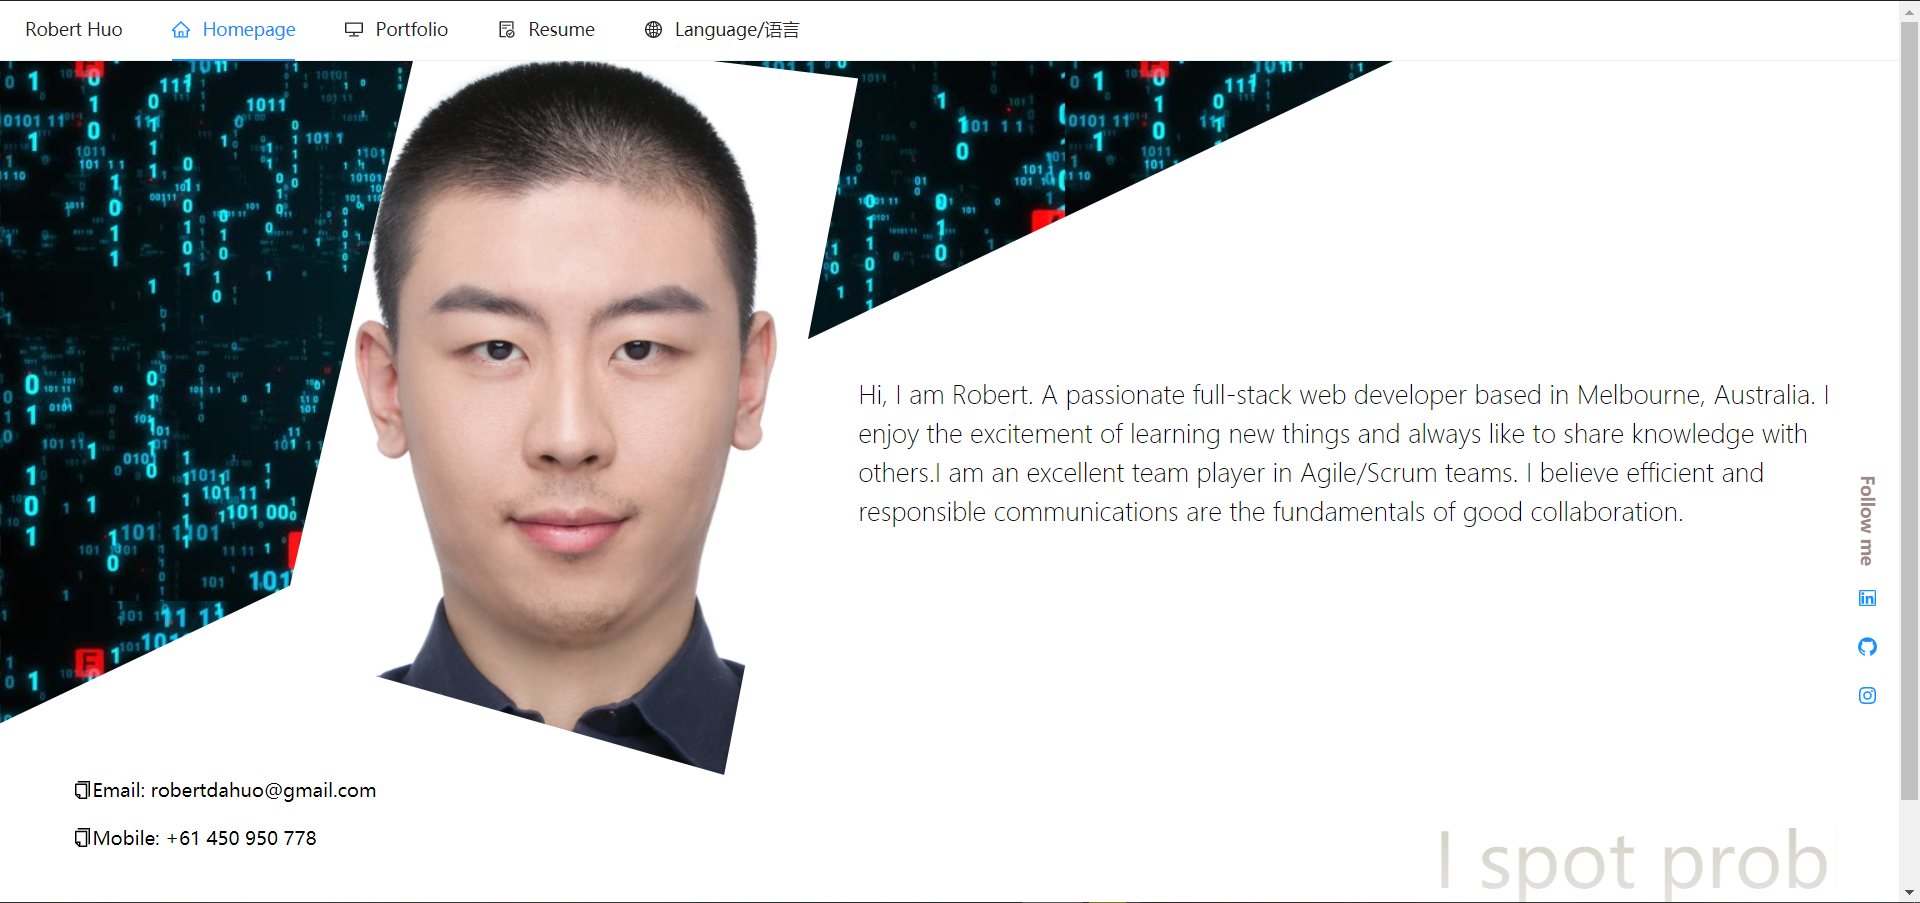 Robert Huo
Homepage
Portfolio
Resume
Language/语言
Hi, I am Robert. A passionate full-stack web developer based in Melbourne, Australia. I
enjoy the excitement of learning new things and always like to share knowledge with
others.I am an excellent team player in Agile/Scrum teams. I believe efficient and
responsible communications are the fundamentals of good collaboration.
Follow me
Email: robertdahuo@gmail.com
Mobile: +61 450 950 778
I spot prob